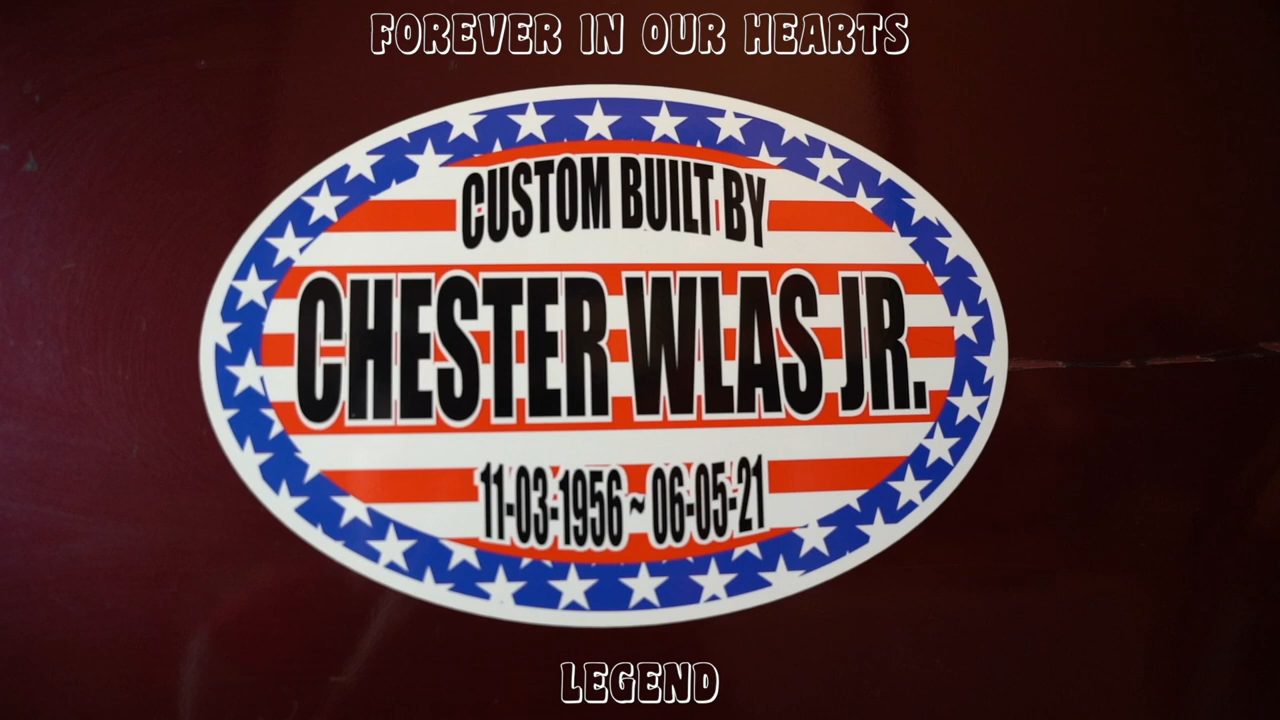 FOREVER IN OUR HEARTS
CUSTOM BUILT BY
CHESTER WLAS JR.
11-03-1956 ~ 06-05-21
LEGEND